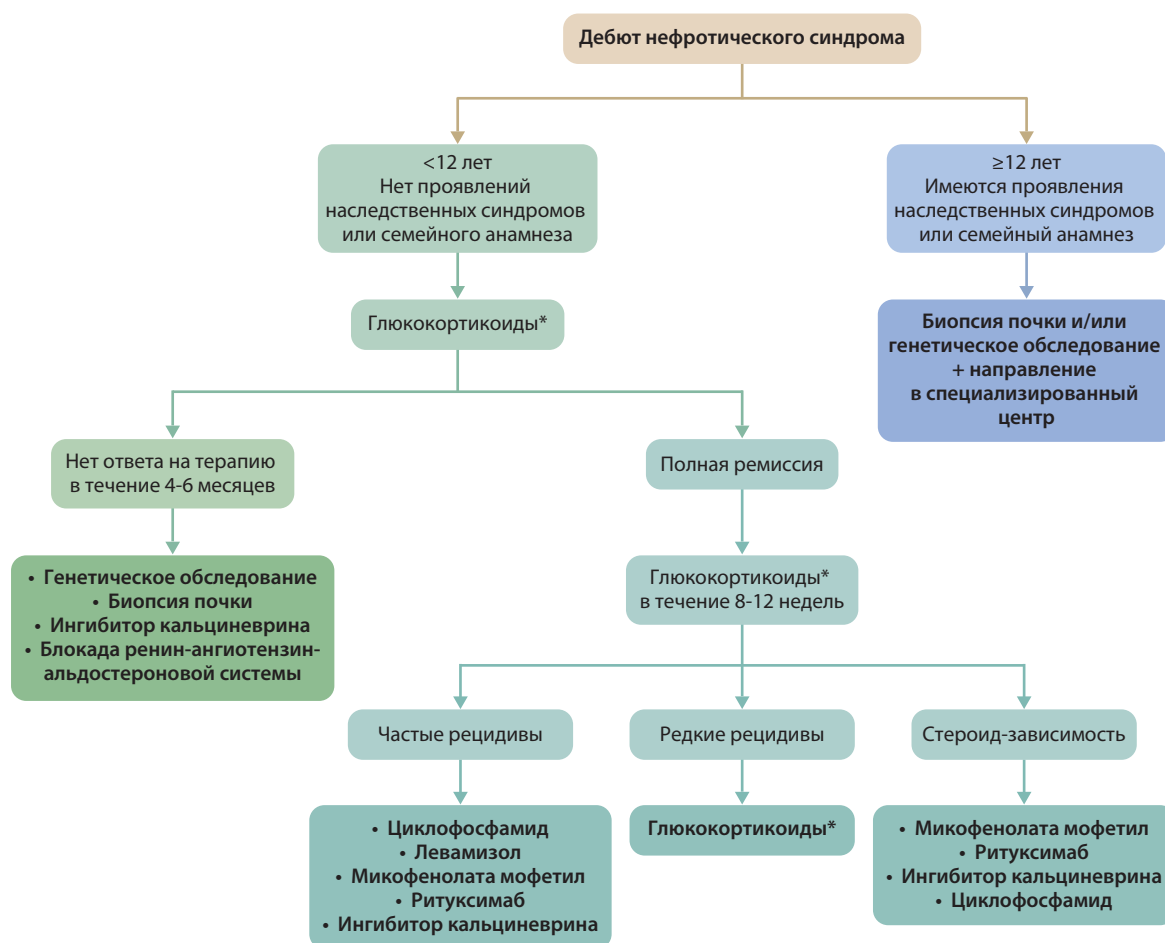 Дебют нефротического синдрома
<12 лет
Нет проявлений
наследственных синдромов
или семейного анамнеза
≥12 лет
Имеются проявления
наследственных синдромов
или семейный анамнез
Глюкокортикоиды*
Биопсия почки и/или
генетическое обследование
+ направление
в специализированный
центр
Нет ответа на терапию
в течение 4-6 месяцев
Полная ремиссия
• Генетическое обследование
• Биопсия почки
• Ингибитор кальциневрина
• Блокада ренин-ангиотензин-
альдостероновой системы
Глюкокортикоиды*
в течение 8-12 недель
Частые рецидивы
Редкие рецидивы
Стероид-зависимость
• Циклофосфамид
• Левамизол
• Микофенолата мофетил
• Ритуксимаб
• Ингибитор кальциневрина
Глюкокортикоиды*
• Микофенолата мофетил
• Ритуксимаб
• Ингибитор кальциневрина
• Циклофосфамид